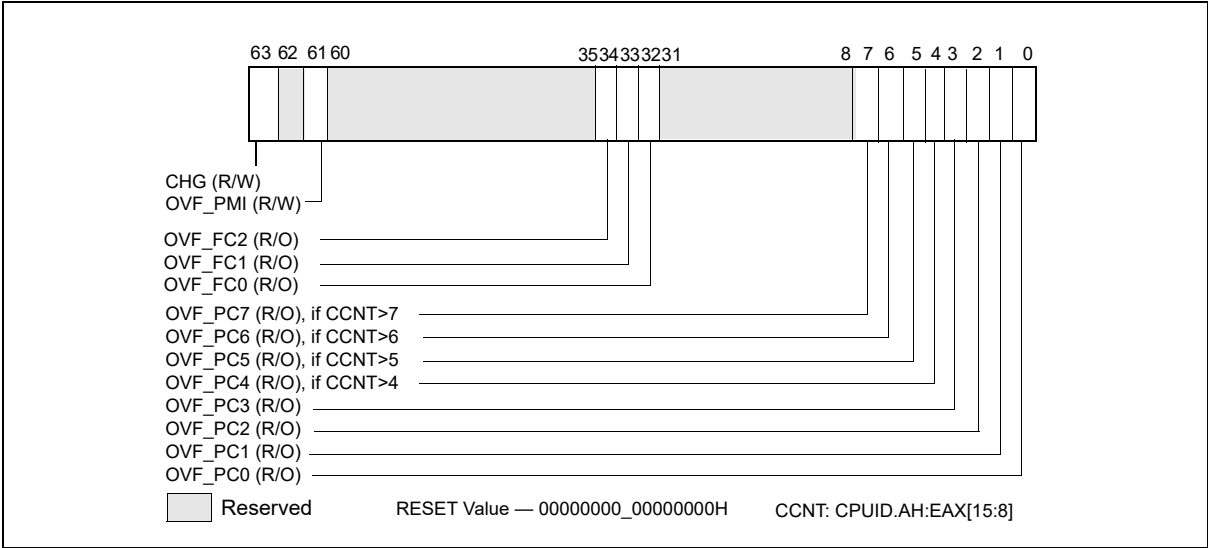 63 62 61 60 35 34 33 32 31 8 7 6 5 4 3 2 1 0
CHG (R/W)
OVF_PMI (R/W)
OVF_FC2 (R/O)
OVF_FC1 (R/O)
OVF_FC0 (R/O)
OVF_PC7 (R/O), if CCNT>7
OVF_PC6 (R/O), if CCNT>6
OVF_PC5 (R/O), if CCNT>5
OVF_PC4 (R/O), if CCNT>4
OVF_PC3 (R/O)
OVF_PC2 (R/O)
OVF_PC1 (R/O)
OVF_PC0 (R/O)
Reserved RESET Value — 00000000_00000000H CCNT: CPUID.AH:EAX[15:8]